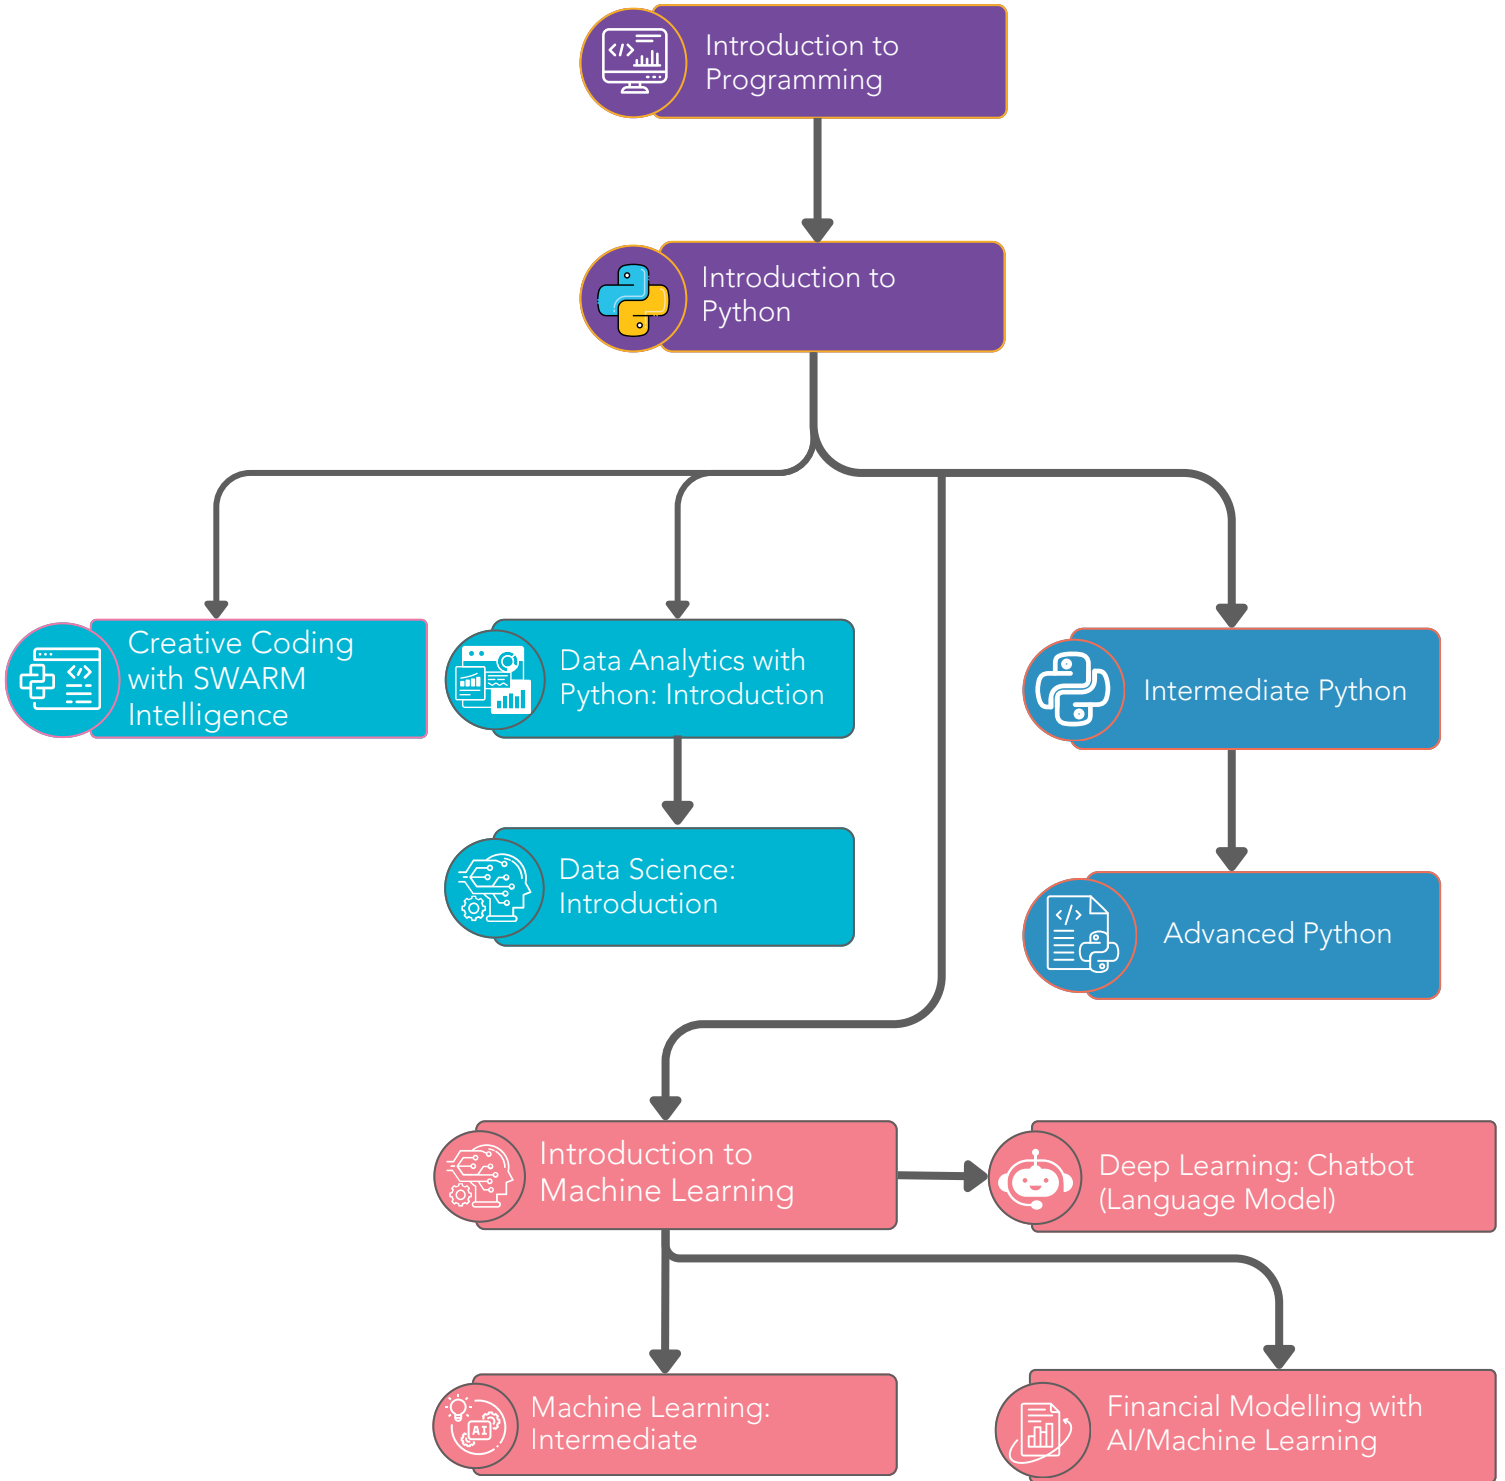 Introduction to
Programming
Introduction to
Python
Creative Coding
with SWARM
Intelligence
Data Analytics with
Python: Introduction
Intermediate Python
Data Science:
Introduction
Advanced Python
Introduction to
Machine Learning
Deep Learning: Chatbot
(Language Model)
Machine Learning:
Intermediate
AI
Financial Modelling with
AI/Machine Learning